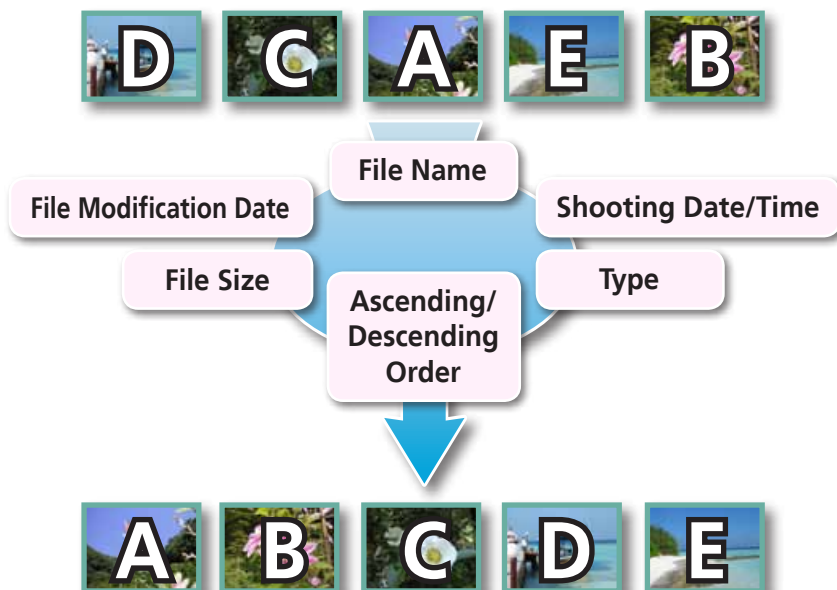 D C A E B
File Name
File Modification Date
Shooting Date/Time
File Size
Type
Ascending/
Descending
Order
A B C D E